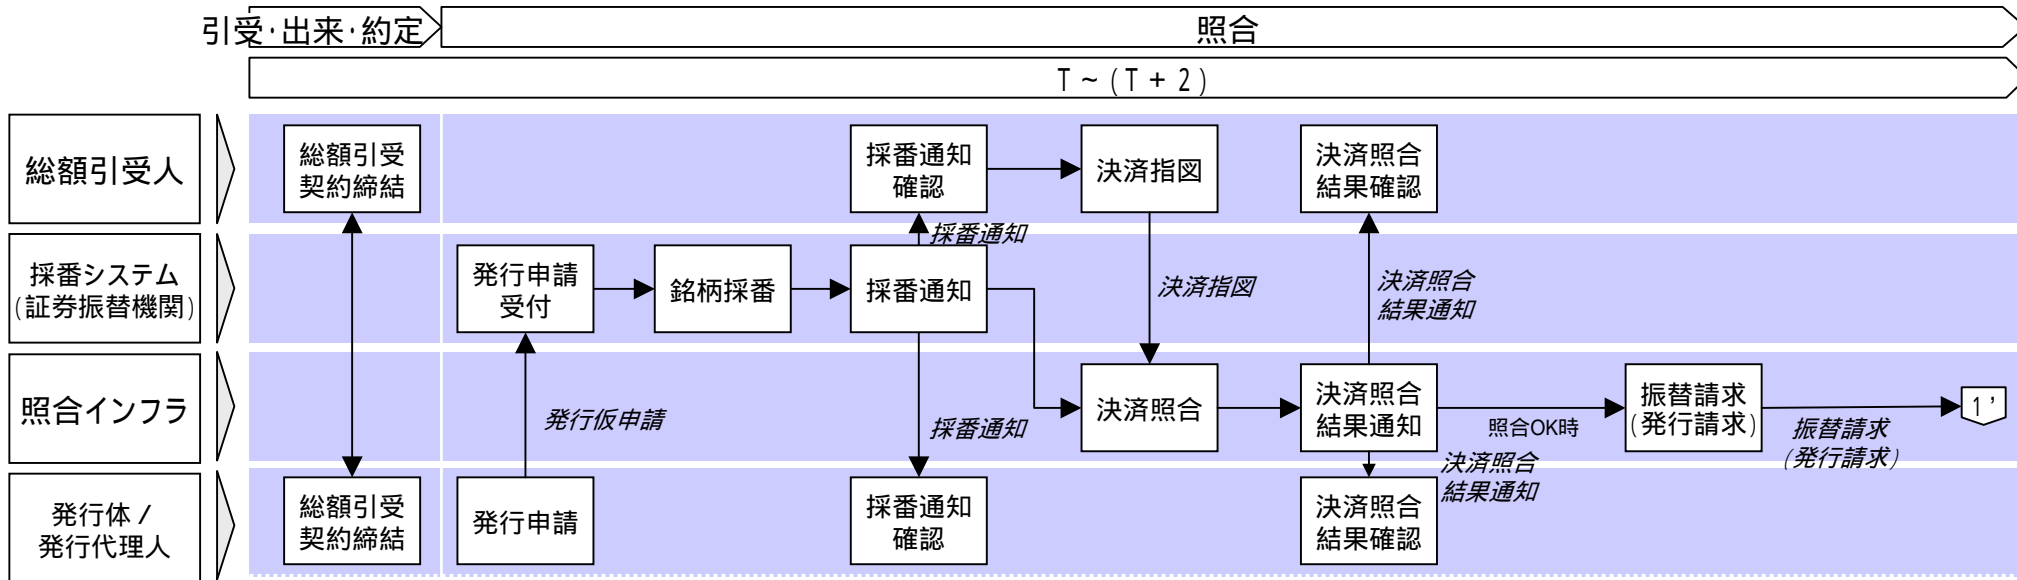 引受・出来・約定
照合
T ~ (T + 2)
総額引受人
総額引受
契約締結
採番通知
確認
決済指図
決済照合
結果確認
採番システム
(証券振替機関)
発行申請
受付
銘柄採番
採番通知
採番通知
決済指図
決済照合
結果通知
照合インフラ
発行仮申請
採番通知
決済照合
決済照合
結果通知
照合OK時
振替請求
(発行請求)
振替請求
(発行請求)
1'
決済照合
結果通知
発行体 /
発行代理人
総額引受
契約締結
発行申請
採番通知
確認
決済照合
結果確認